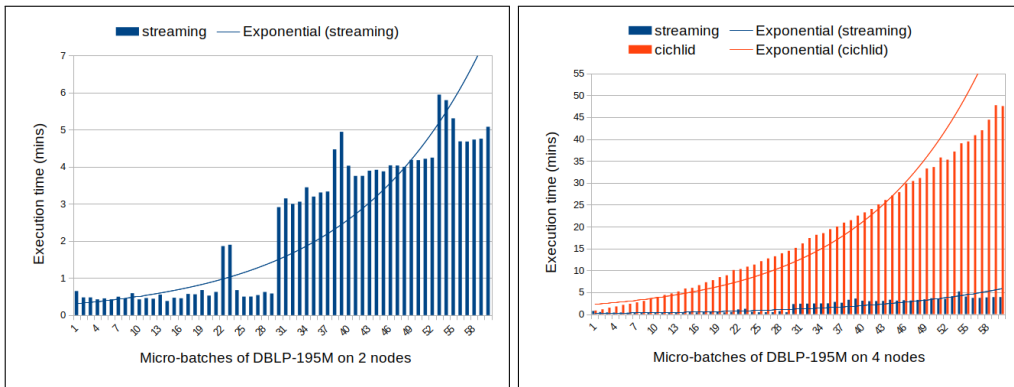 streaming Exponential (streaming)
7
6
5
4
3
2
1
0
Execution time (mins)
1 4 7 10 13 16 19 22 25 28 31 34 37 40 43 46 49 52 55 58
Micro-batches of DBLP-195M on 2 nodes
streaming Exponential (streaming)
cichlid Exponential (cichlid)
55
50
45
40
35
30
25
20
15
10
5
0
Execution time (mins)
1 4 7 10 13 16 19 22 25 28 31 34 37 40 43 46 49 52 55 58
Micro-batches of DBLP-195M on 4 nodes